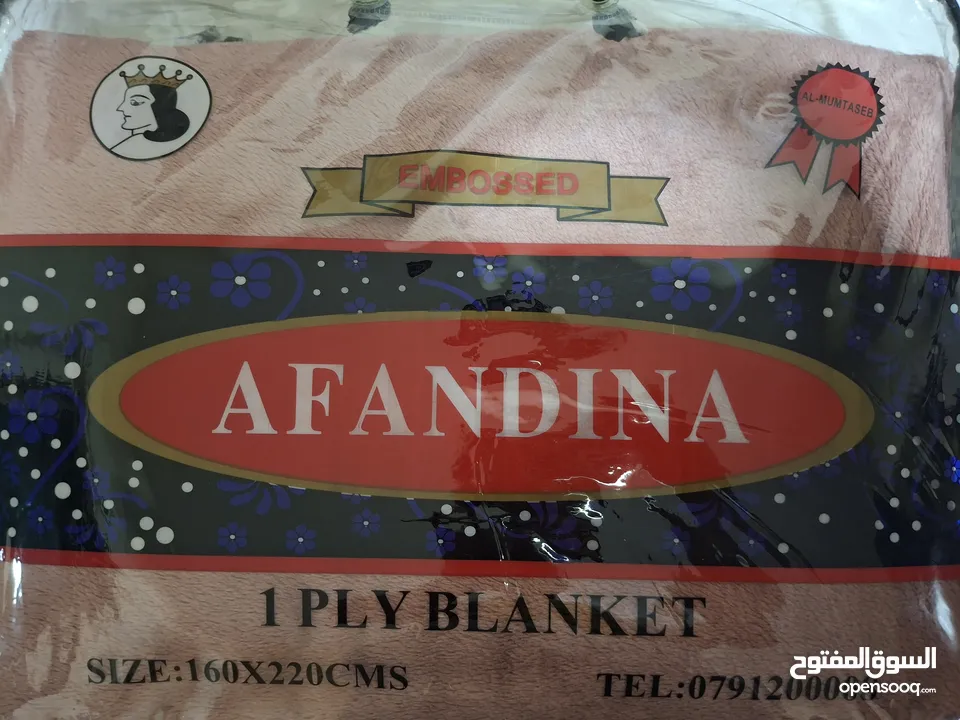 AL-MUMTASEB
EMBOSSED
AFANDINA
1 PLY BLANKET
SIZE:160X220CMS
السوق المفتوح
opensooq.com